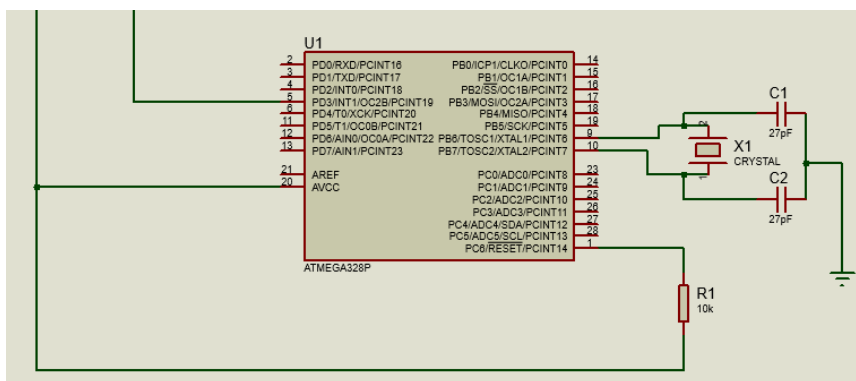 U1
2 PD0/RXD/PCINT16 PB0/ICP1/CLKO/PCINT0 14
3 PD1/TXD/PCINT17 PB1/OC1A/PCINT1 15
4 PD2/INT0/PCINT18 PB2/SS/OC1B/PCINT2 16
5 PD3/INT1/OC2B/PCINT19 PB3/MOSI/OC2A/PCINT3 17
6 PD4/T0/XCK/PCINT20 PB4/MISO/PCINT4 18
11 PD5/T1/OC0B/PCINT21 PB5/SCK/PCINT5 19
12 PD6/AIN0/OC0A/PCINT22 PB6/TOSC1/XTAL1/PCINT6 9
13 PD7/AIN1/PCINT23 PB7/TOSC2/XTAL2/PCINT7 10
21 AREF PC0/ADC0/PCINT8 23
20 AVCC PC1/ADC1/PCINT9 24
PC2/ADC2/PCINT10 25
PC3/ADC3/PCINT11 26
PC4/ADC4/SDA/PCINT12 27
PC5/ADC5/SCL/PCINT13 28
PC6/RESET/PCINT14 1
ATMEGA328P
C1
27pF
2
X1
CRYSTAL
1
C2
27pF
R1
10k